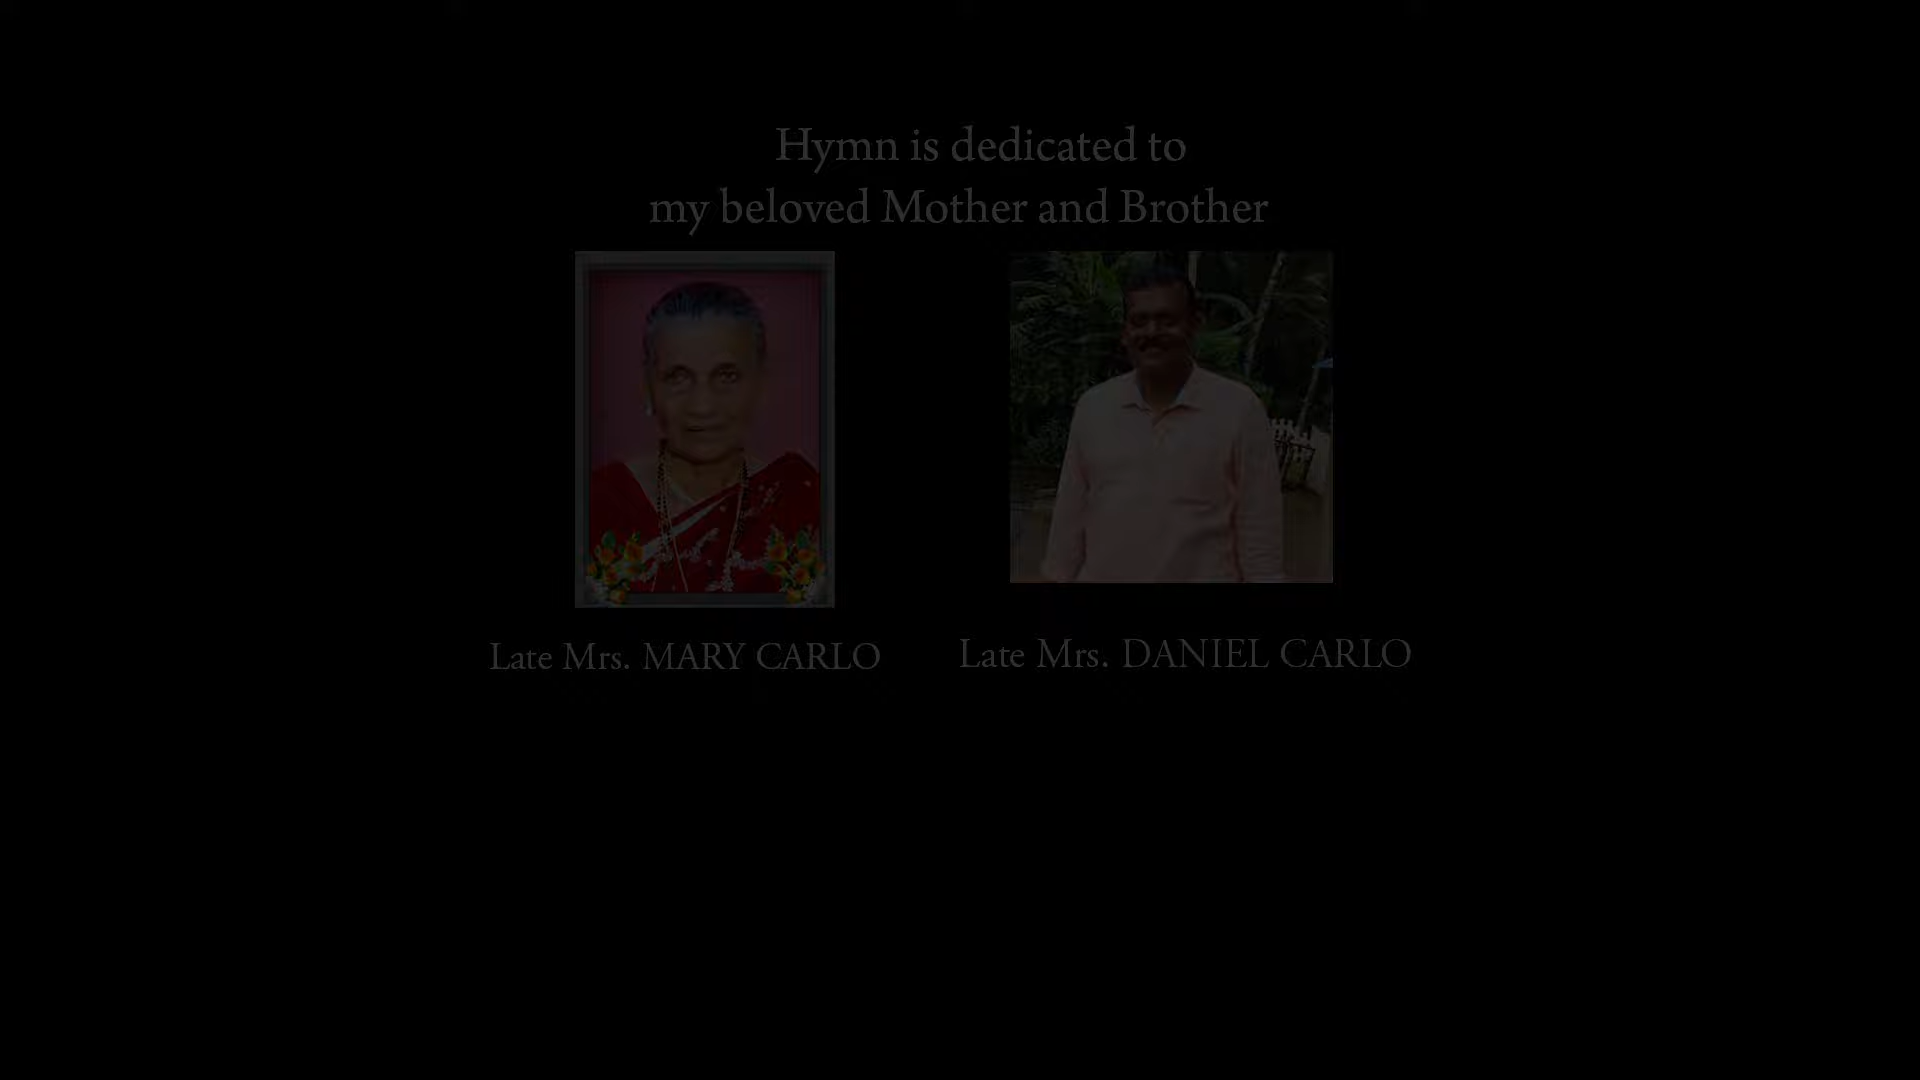 Hymn is dedicated to
my beloved Mother and Brother
Late Mrs. MARY CARLO
Late Mrs. DANIEL CARLO